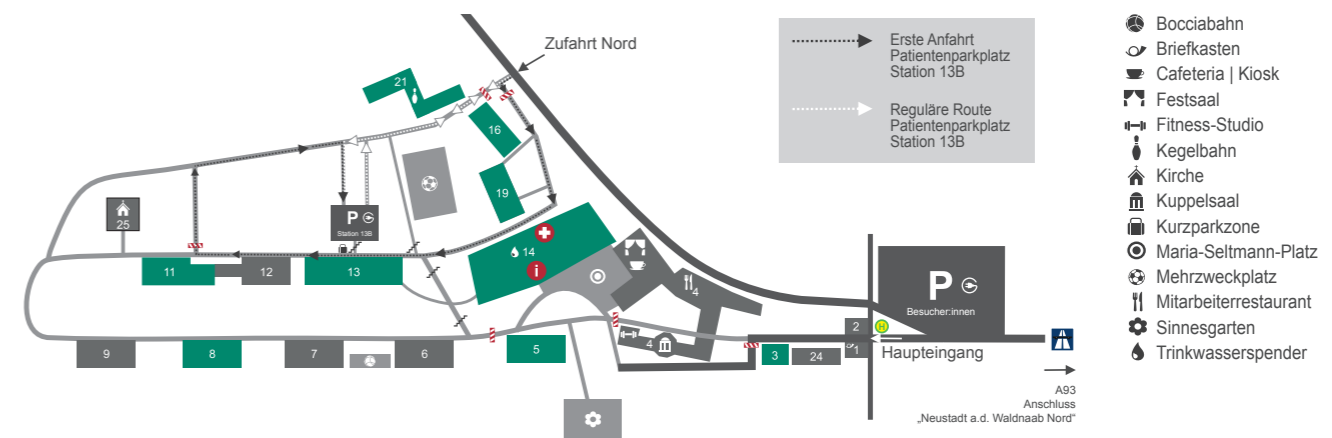 Zufahrt Nord
21
16
19
25
P
Station 13B
14
i
11
12
13
4
P
Besucher:innen
2
H
1
Haupteingang
9
8
7
6
5
4
3
24
A93
Anschluss
„Neustadt a.d. Waldnaab Nord"
Erste Anfahrt
Patientenparkplatz
Station 13B
Reguläre Route
Patientenparkplatz
Station 13B
Bocciabahn
Briefkasten
Cafeteria | Kiosk
Festsaal
Fitness-Studio
Kegelbahn
Kirche
Kuppelsaal
Kurzparkzone
Maria-Seltmann-Platz
Mehrzweckplatz
Mitarbeiterrestaurant
Sinnesgarten
Trinkwasserspender